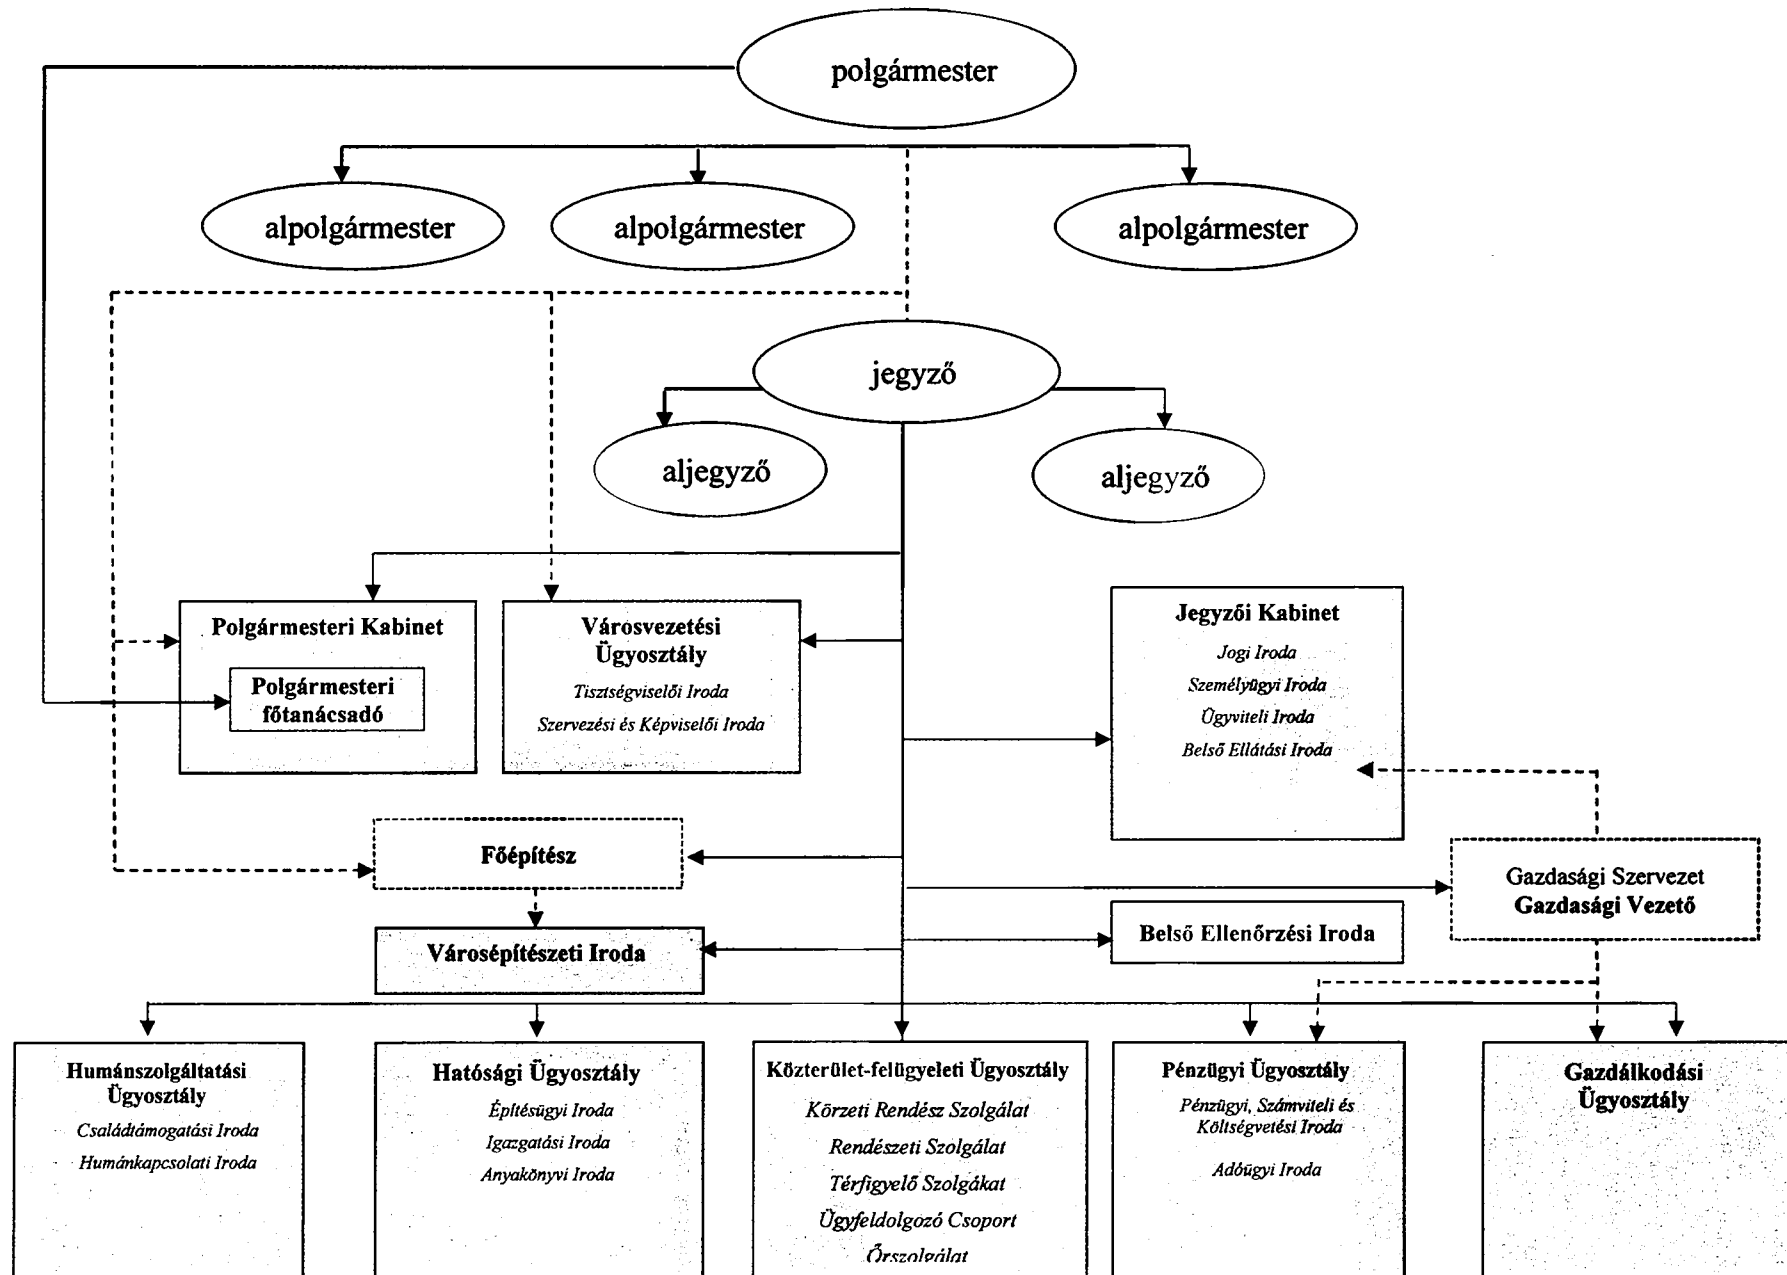 polgármester
alpolgármester
alpolgármester
alpolgármester
jegyző
aljegyző
aljegyző
Polgármesteri Kabinet
Polgármesteri
főtanácsadó
Városvezetési
Ügyosztály
Tisztségviselői Iroda
Szervezési és Képviselői Iroda
Jegyzői Kabinet
Jogi Iroda
Személyügyi Iroda
Ügyviteli Iroda
Belső Ellátási Iroda
Főépítész
Gazdasági Szervezet
Gazdasági Vezető
Városépítészeti Iroda
Belső Ellenőrzési Iroda
Humánszolgáltatási
Ügyosztály
Családtámogatási Iroda
Humánkapcsolati Iroda
Hatósági Ügyosztály
Építésügyi Iroda
Igazgatási Iroda
Anyakönyvi Iroda
Közterület-felügyeleti Ügyosztály
Körzeti Rendész Szolgálat
Rendészeti Szolgálat
Térfigyelő Szolgákat
Ügyfeldolgozó Csoport
Őrszolgálat
Pénzügyi Ügyosztály
Pénzügyi, Számviteli és
Költségvetési Iroda
Adóügyi Iroda
Gazdálkodási
Ügyosztály